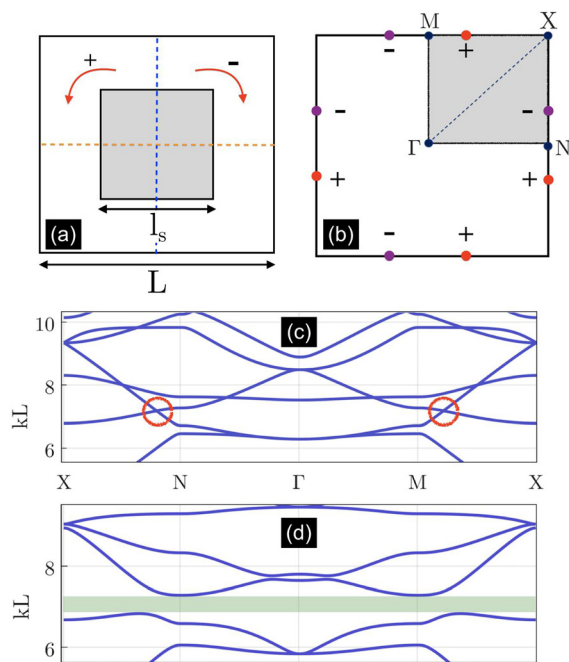 + -
(a)
l_s
L
M X
- +
- -
Γ N
+ +
- +
(b)
10
8
6
kL
(c)
X N Γ M X
8
6
kL
(d)